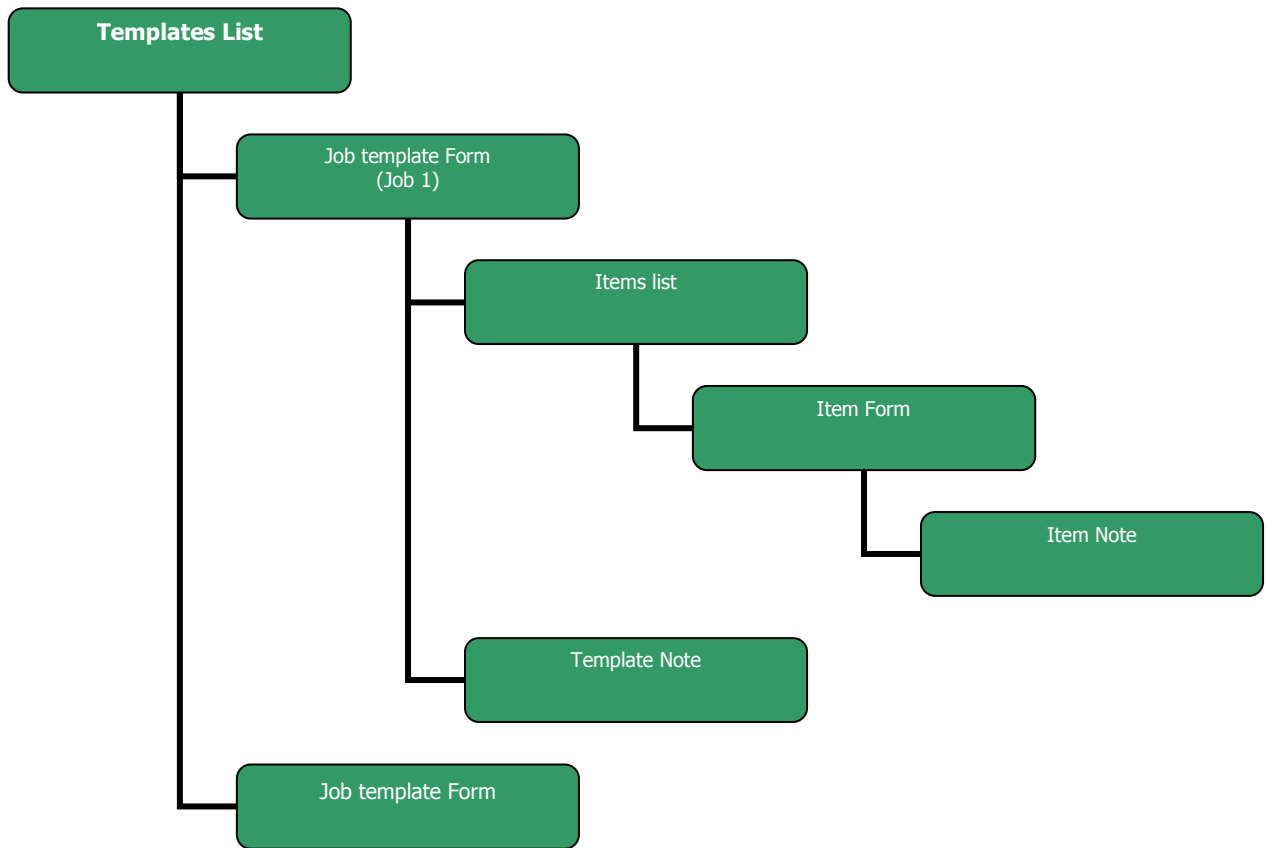 Templates List
Job template Form
(Job 1)
Items list
Item Form
Item Note
Template Note
Job template Form